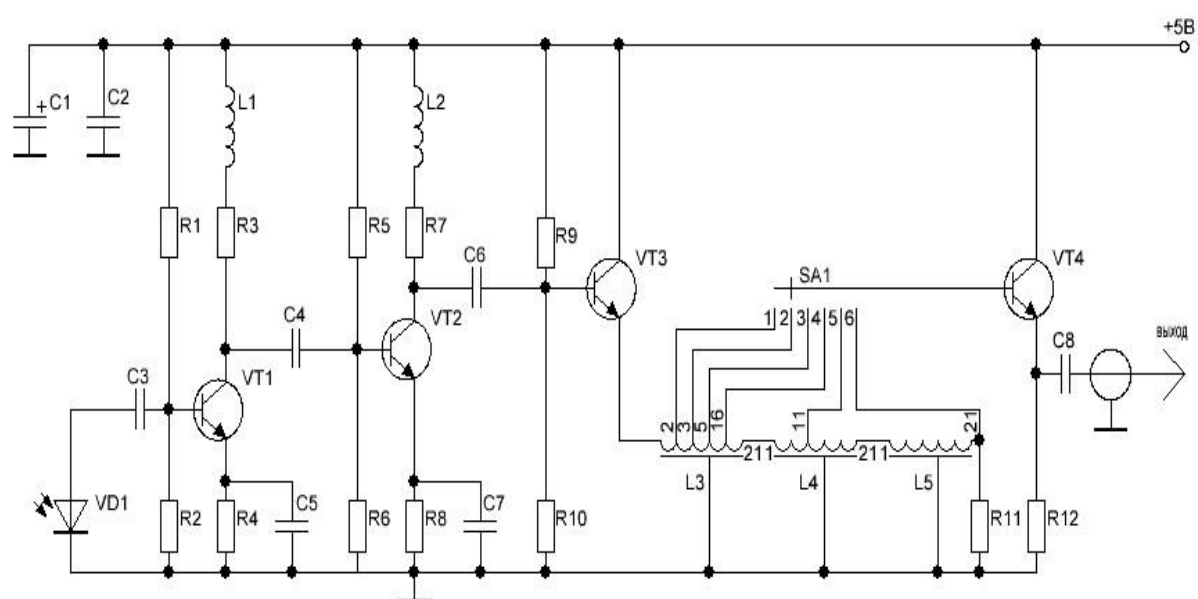 +5В
+
C1
C2
L1
L2
R1
R3
R5
R7
R9
C6
VT3
SA1
VT4
1
2
3
4
5
6
C4
VT2
C8
выход
C3
VT1
2
3
5
16
11
21
211
211
L3
L4
L5
VD1
R2
R4
C5
R6
R8
C7
R10
R11
R12